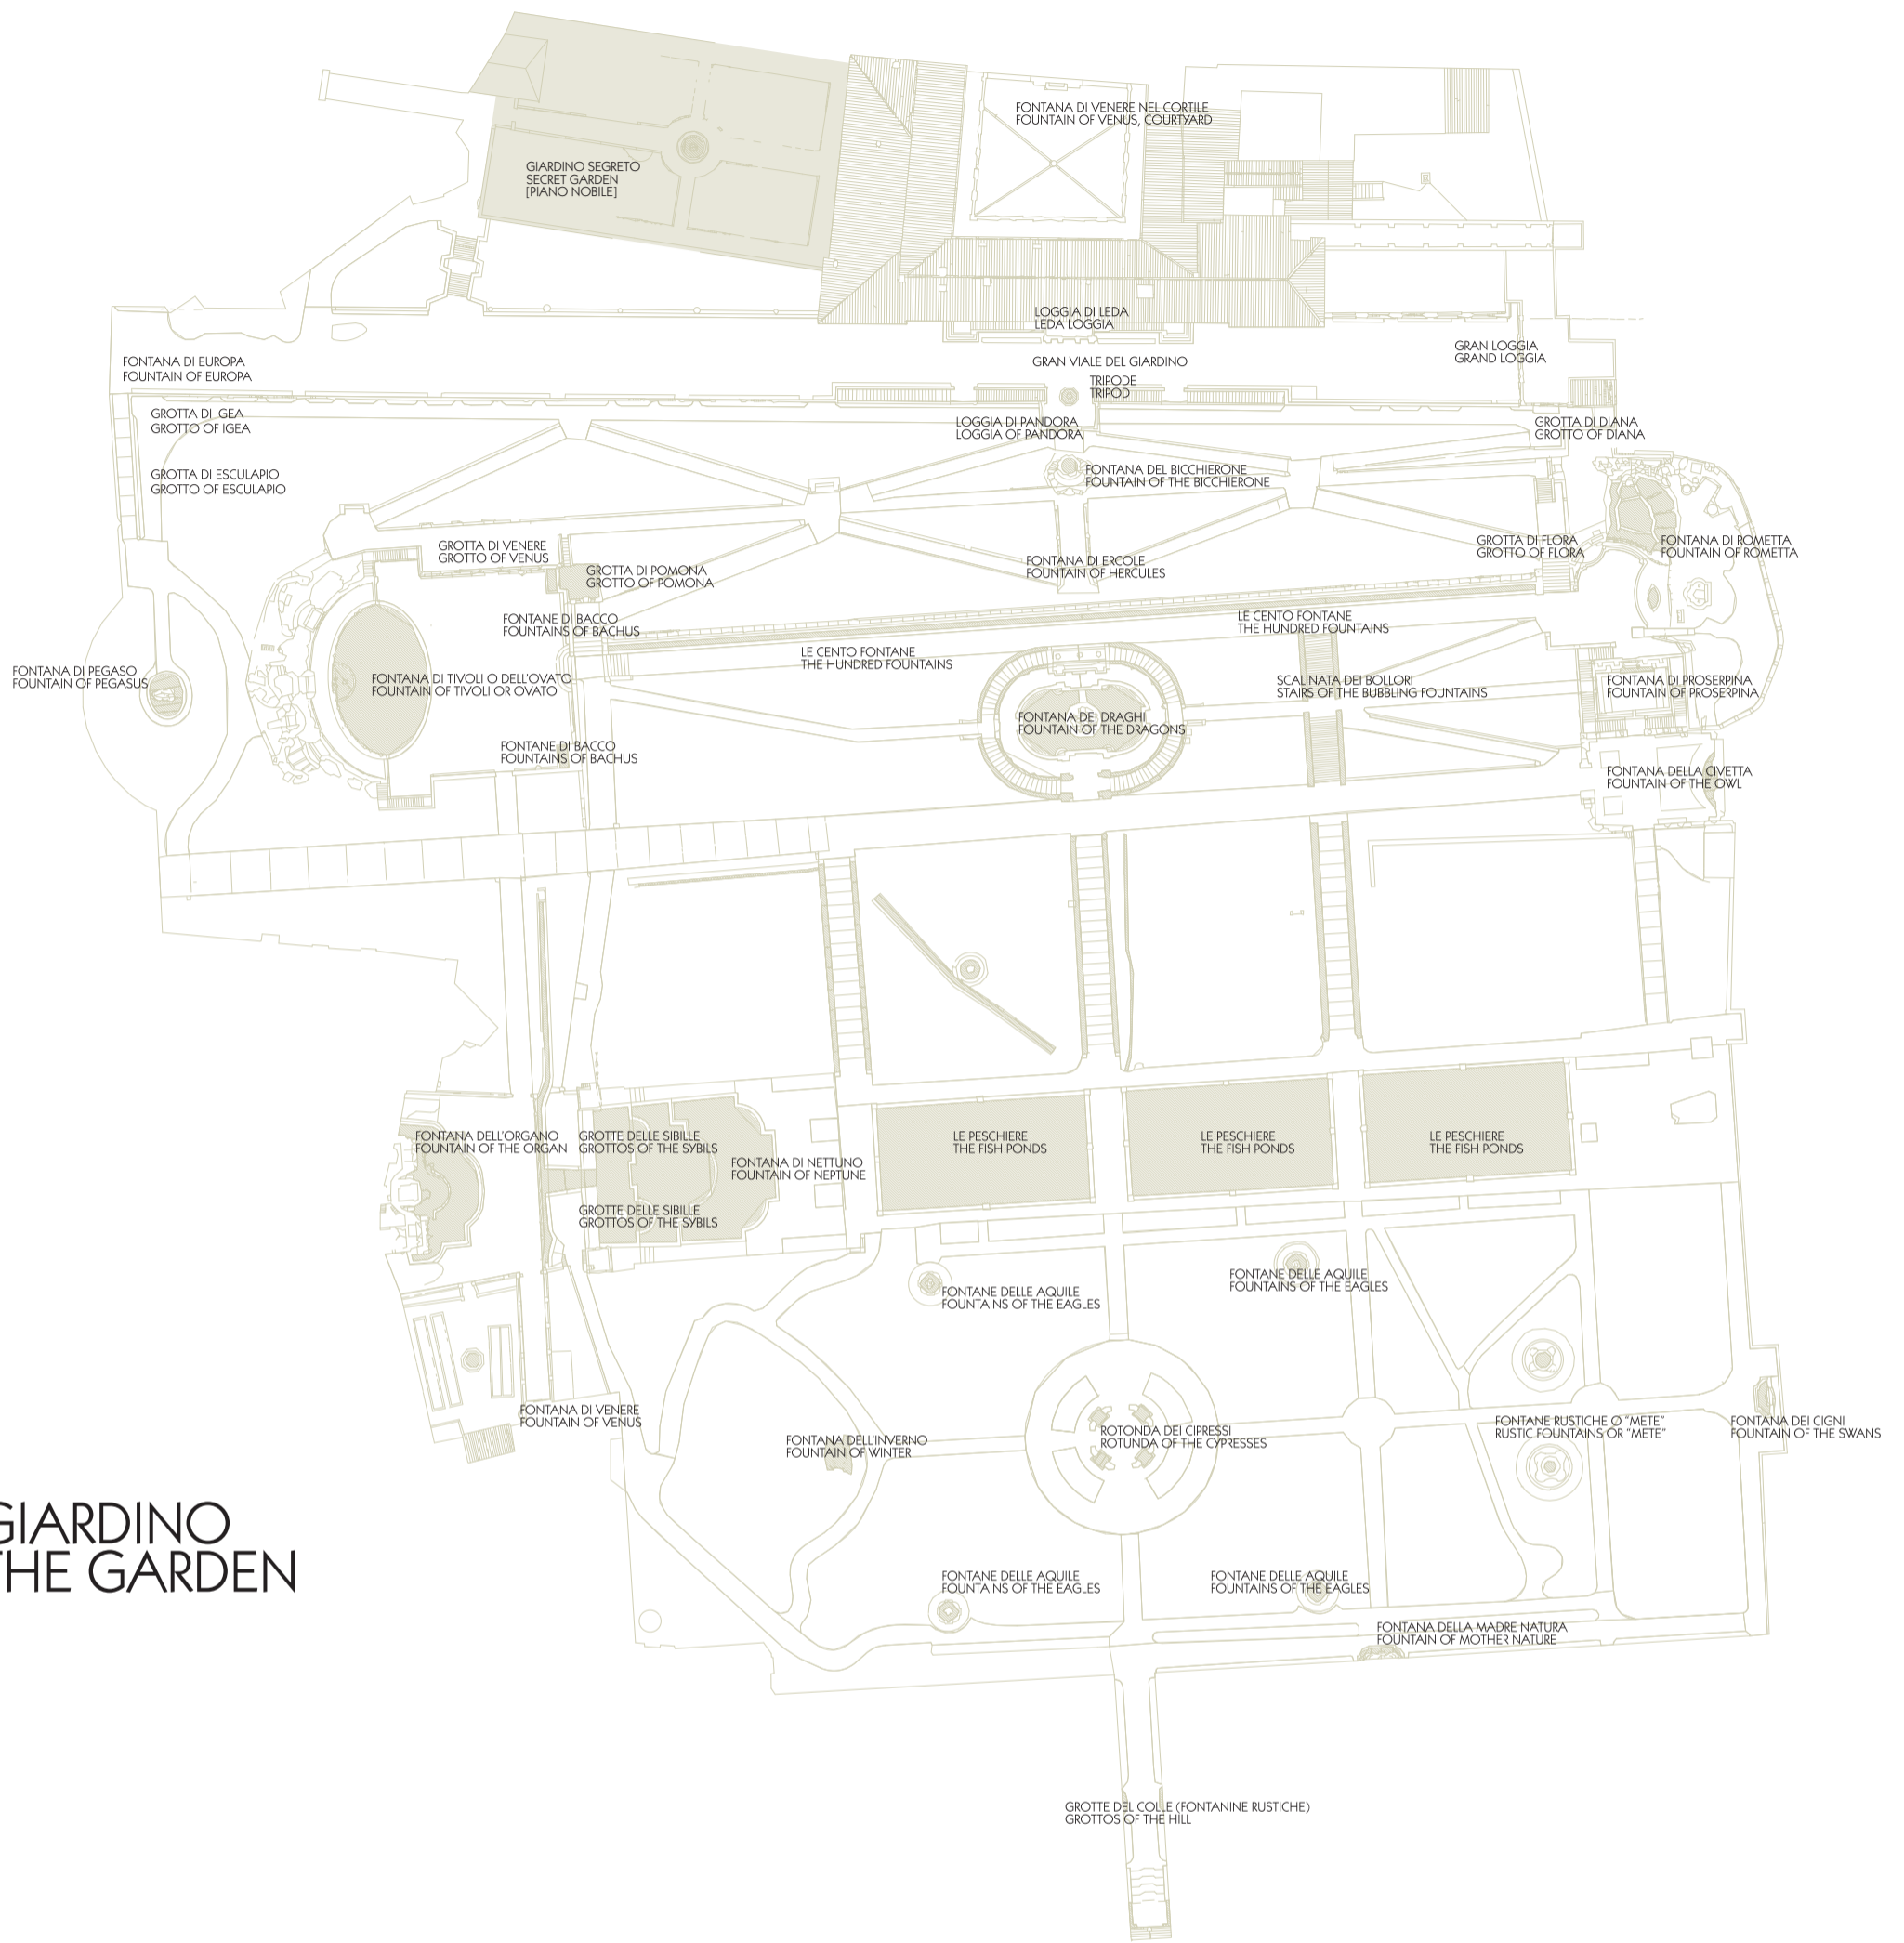 FONTANA DI VENERE NEL CORTILE
FOUNTAIN OF VENUS, COURTYARD
GIARDINO SEGRETO
SECRET GARDEN
[PIANO NOBILE]
LOGGIA DI LEDA
LEDA LOGGIA
GRAN LOGGIA
GRAND LOGGIA
FONTANA DI EUROPA
FOUNTAIN OF EUROPA
GRAN VIALE DEL GIARDINO
TRIPODE
TRIPOD
GROTTA DI IGEA
GROTTO OF IGEA
LOGGIA DI PANDORA
LOGGIA OF PANDORA
GROTTA DI DIANA
GROTTO OF DIANA
GROTTA DI ESCULAPIO
GROTTO OF ESCULAPIO
FONTANA DEL BICCHIERONE
FOUNTAIN OF THE BICCHIERONE
GROTTA DI VENERE
GROTTO OF VENUS
GROTTA DI FLORA
GROTTO OF FLORA
FONTANA DI ROMETTA
FOUNTAIN OF ROMETTA
GROTTA DI POMONA
GROTTO OF POMONA
FONTANA DI ERCOLE
FOUNTAIN OF HERCULES
FONTANE DI BACCO
FOUNTAINS OF BACHUS
LE CENTO FONTANE
THE HUNDRED FOUNTAINS
LE CENTO FONTANE
THE HUNDRED FOUNTAINS
FONTANA DI PEGASO
FOUNTAIN OF PEGASUS
FONTANA DI TIVOLI O DELL'OVATO
FOUNTAIN OF TIVOLI OR OVATO
SCALINATA DEI BOLLORI
STAIRS OF THE BUBBLING FOUNTAINS
FONTANA DI PROSERPINA
FOUNTAIN OF PROSERPINA
FONTANA DEI DRAGHI
FOUNTAIN OF THE DRAGONS
FONTANE DI BACCO
FOUNTAINS OF BACHUS
FONTANA DELLA CIVETTA
FOUNTAIN OF THE OWL
FONTANA DELL'ORGANO
FOUNTAIN OF THE ORGAN
GROTTE DELLE SIBILLE
GROTTOS OF THE SYBILS
FONTANA DI NETTUNO
FOUNTAIN OF NEPTUNE
LE PESCHIERE
THE FISH PONDS
LE PESCHIERE
THE FISH PONDS
LE PESCHIERE
THE FISH PONDS
GROTTE DELLE SIBILLE
GROTTOS OF THE SYBILS
FONTANE DELLE AQUILE
FOUNTAINS OF THE EAGLES
FONTANE DELLE AQUILE
FOUNTAINS OF THE EAGLES
FONTANA DI VENERE
FOUNTAIN OF VENUS
FONTANA DELL'INVERNO
FOUNTAIN OF WINTER
ROTONDA DEI CIPRESSI
ROTUNDA OF THE CYPRESSES
FONTANE RUSTICHE O "METE"
RUSTIC FOUNTAINS OR "METE"
FONTANA DEI CIGNI
FOUNTAIN OF THE SWANS
GIARDINO
THE GARDEN
FONTANE DELLE AQUILE
FOUNTAINS OF THE EAGLES
FONTANE DELLE AQUILE
FOUNTAINS OF THE EAGLES
FONTANA DELLA MADRE NATURA
FOUNTAIN OF MOTHER NATURE
GROTTE DEL COLLE (FONTANINE RUSTICHE)
GROTTOS OF THE HILL